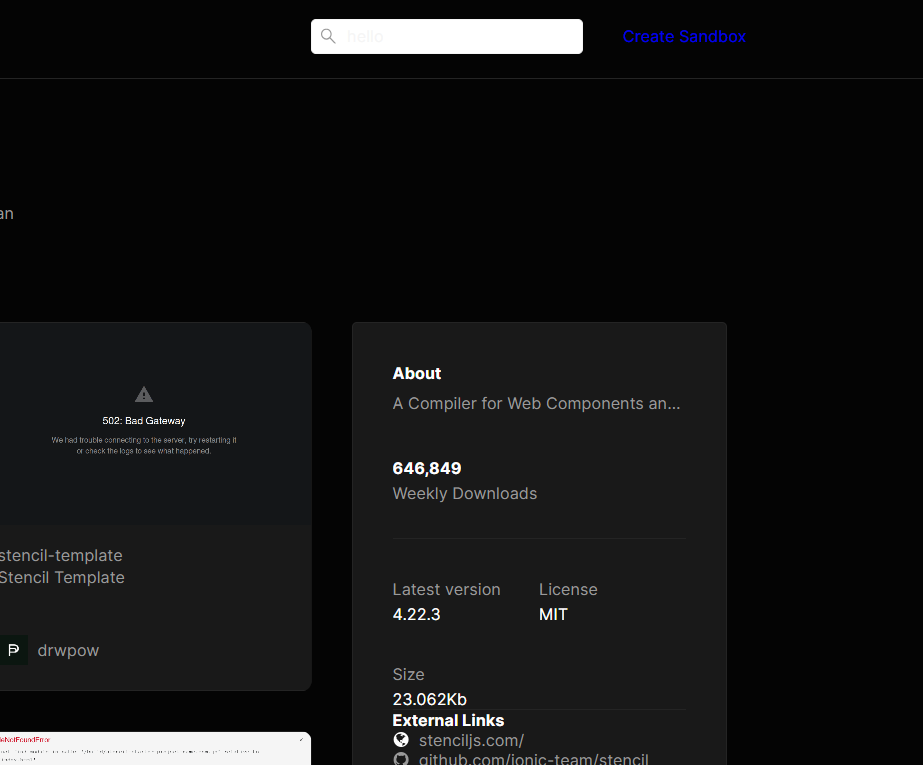 hello
Create Sandbox
an
502: Bad Gateway
We had trouble connecting to the server, try restarting it
or check the logs to see what happened.
stencil-template
Stencil Template
drwpow
About
A Compiler for Web Components an...
646,849
Weekly Downloads
Latest version
License
4.22.3
MIT
Size
23.062Kb
External Links
stenciljs.com/
github.com/ionic-team/stencil
leNotFoundError